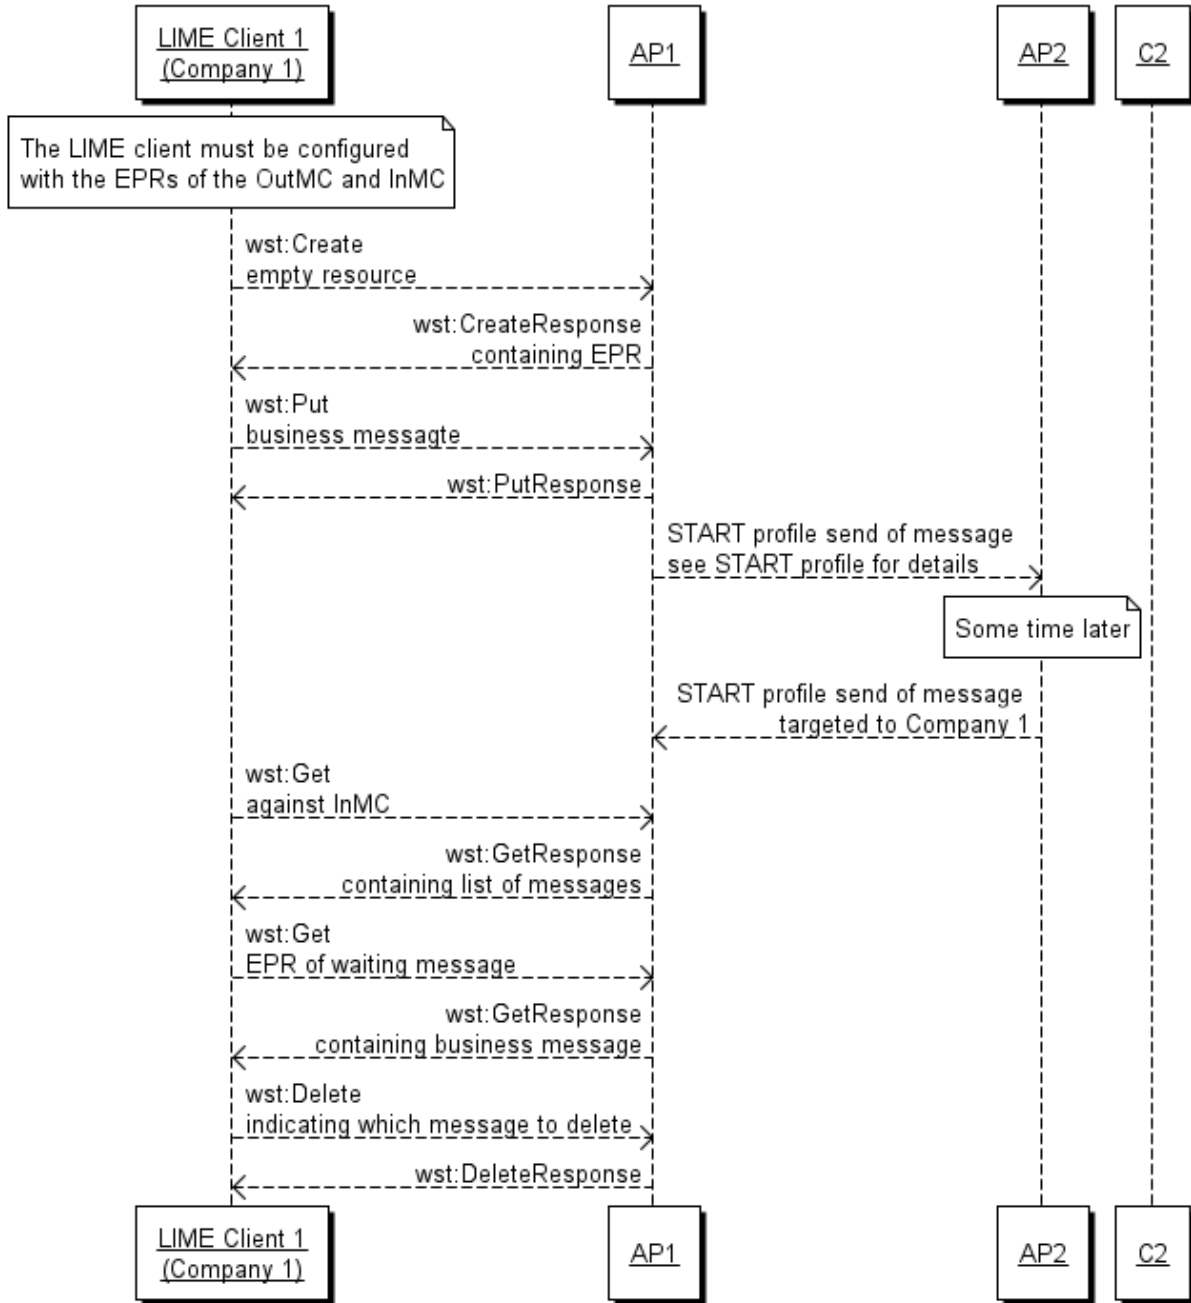 LIME Client 1
(Company 1)
AP1
AP2
C2
The LIME client must be configured
with the EPRs of the OutMC and InMC
wst:Create
empty resource
wst:CreateResponse
containing EPR
wst:Put
business messagte
wst:PutResponse
START profile send of message
see START profile for details
Some time later
START profile send of message
targeted to Company 1
wst:Get
against InMC
wst:GetResponse
containing list of messages
wst:Get
EPR of waiting message
wst:GetResponse
containing business message
wst:Delete
indicating which message to delete
wst:DeleteResponse
LIME Client 1
(Company 1)
AP1
AP2
C2